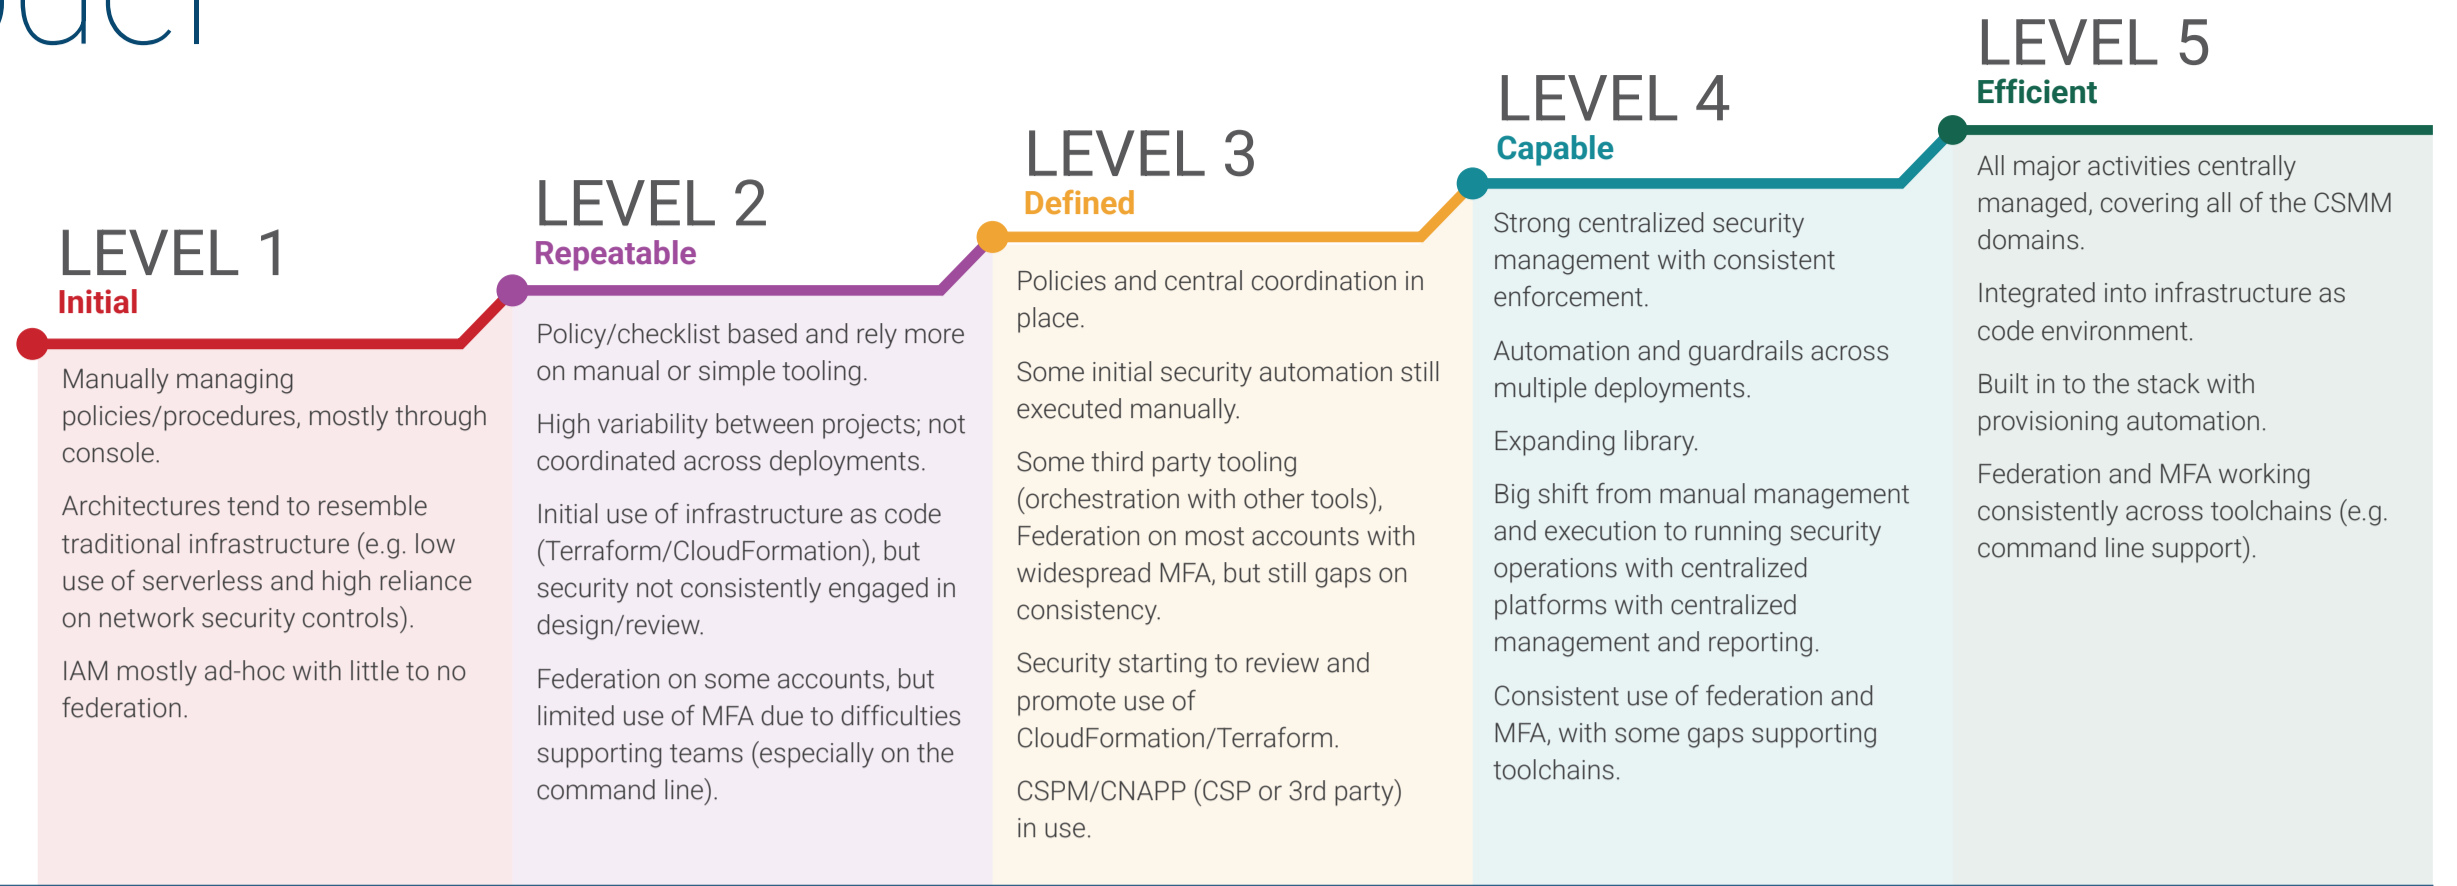 LEVEL 1
Initial
Manually managing
policies/procedures, mostly through
console.
Architectures tend to resemble
traditional infrastructure (e.g. low
use of serverless and high reliance
on network security controls).
IAM mostly ad-hoc with little to no
federation.
LEVEL 2
Repeatable
Policy/checklist based and rely more
on manual or simple tooling.
High variability between projects; not
coordinated across deployments.
Initial use of infrastructure as code
(Terraform/CloudFormation), but
security not consistently engaged in
design/review.
Federation on some accounts, but
limited use of MFA due to difficulties
supporting teams (especially on the
command line).
LEVEL 3
Defined
Policies and central coordination in
place.
Some initial security automation still
executed manually.
Some third party tooling
(orchestration with other tools),
Federation on most accounts with
widespread MFA, but still gaps on
consistency.
Security starting to review and
promote use of
CloudFormation/Terraform.
CSPM/CNAPP (CSP or 3rd party)
in use.
LEVEL 4
Capable
Strong centralized security
management with consistent
enforcement.
Automation and guardrails across
multiple deployments.
Expanding library.
Big shift from manual management
and execution to running security
operations with centralized
platforms with centralized
management and reporting.
Consistent use of federation and
MFA, with some gaps supporting
toolchains.
LEVEL 5
Efficient
All major activities centrally
managed, covering all of the CSMM
domains.
Integrated into infrastructure as
code environment.
Built in to the stack with
provisioning automation.
Federation and MFA working
consistently across toolchains (e.g.
command line support).